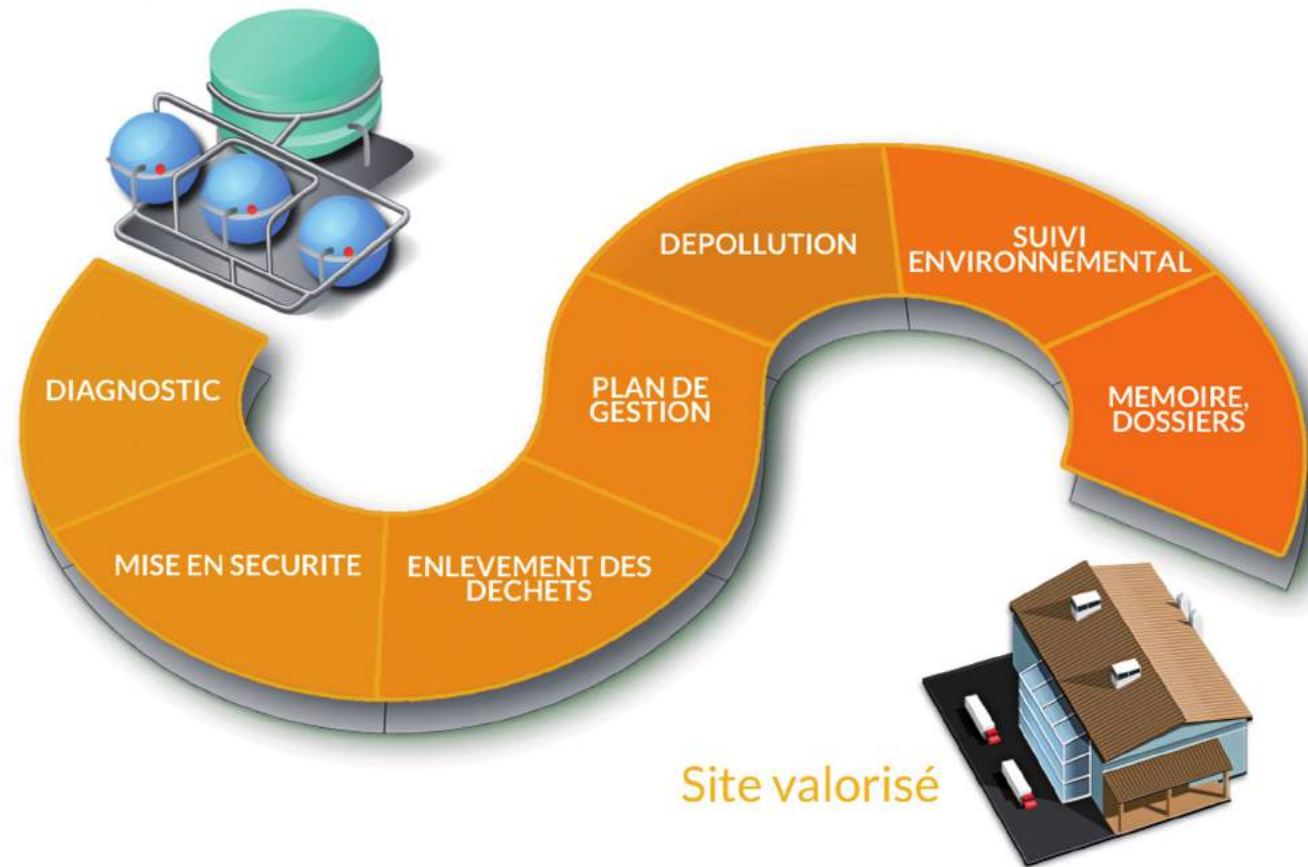 DIAGNOSTIC
MISE EN SECURITE
ENLEVEMENT DES
DECHETS
PLAN DE
GESTION
DEPOLLUTION
SUIVI
ENVIRONNEMENTAL
MEMOIRE,
DOSSIERS
Site valorisé